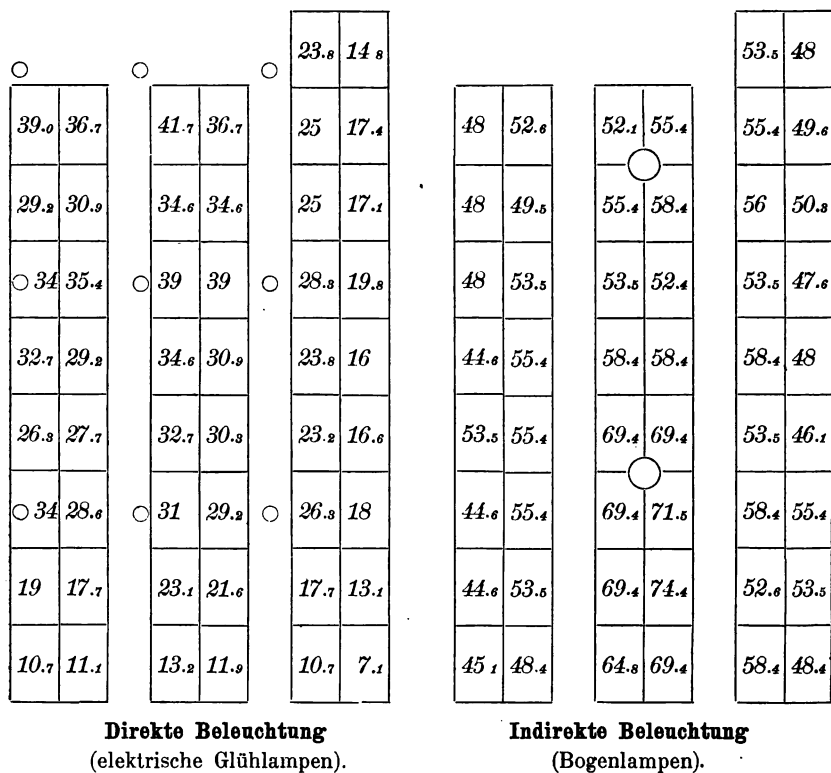 23.8 14 8 53.5 48
39.0 36.7 41.7 36.7 25 17.4 48 52.6 52.1 55.4 55.4 49.6
29.2 30.9 34.6 34.6 25 17.1 48 49.5 55.4 58.4 56 50.3
34 35.4 39 39 28.3 19.8 48 53.5 53.5 52.4 53.5 47.6
32.7 29.2 34.6 30.9 23.8 16 44.6 55.4 58.4 58.4 58.4 48
26.3 27.7 32.7 30.3 23.2 16.6 53.5 55.4 69.4 69.4 53.5 46.1
34 28.6 31 29.2 26.3 18 44.6 55.4 69.4 71.5 58.4 55.4
19 17.7 23.1 21.6 17.7 13.1 44.6 53.5 69.4 74.4 52.6 53.5
10.7 11.1 13.2 11.9 10.7 7.1 45 1 48.4 64.8 69.4 58.4 48.4
Direkte Beleuchtung Indirekte Beleuchtung
(elektrische Glühlampen). (Bogenlampen).